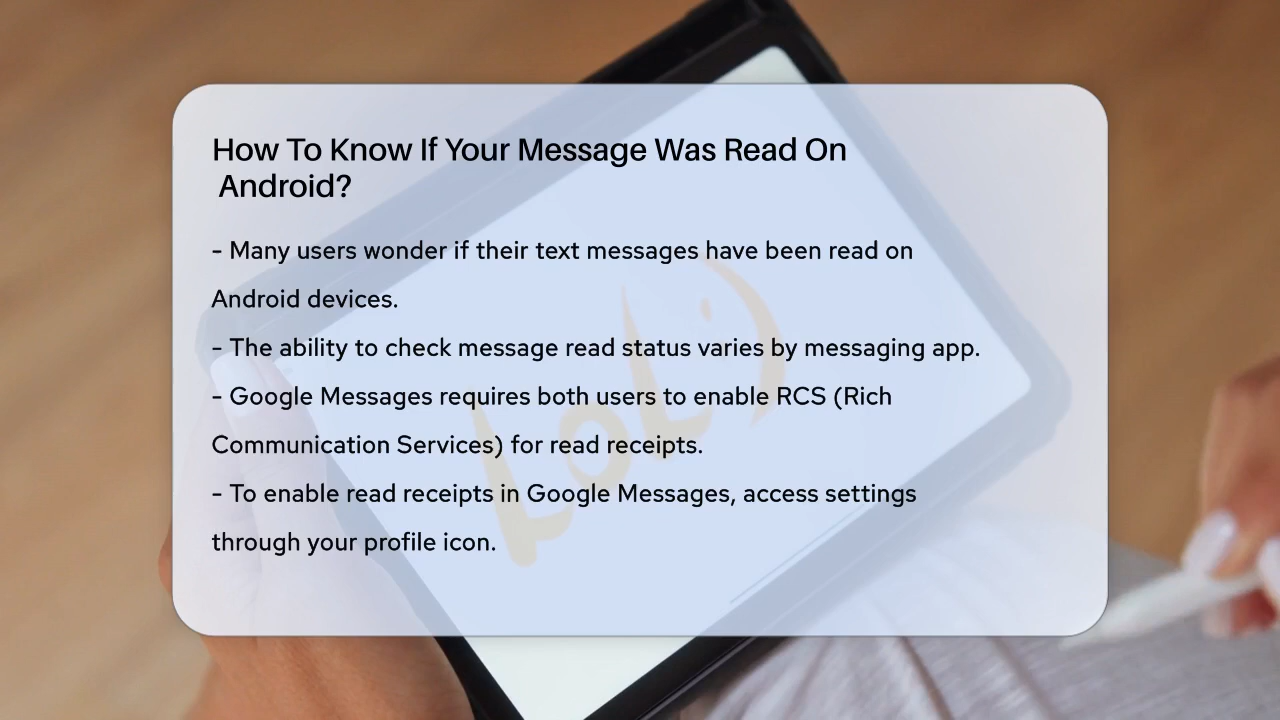 How To Know If Your Message Was Read On
Android?
- Many users wonder if their text messages have been read on
Android devices.
- The ability to check message read status varies by messaging app.
- Google Messages requires both users to enable RCS (Rich
Communication Services) for read receipts.
- To enable read receipts in Google Messages, access settings
through your profile icon.
LoL)